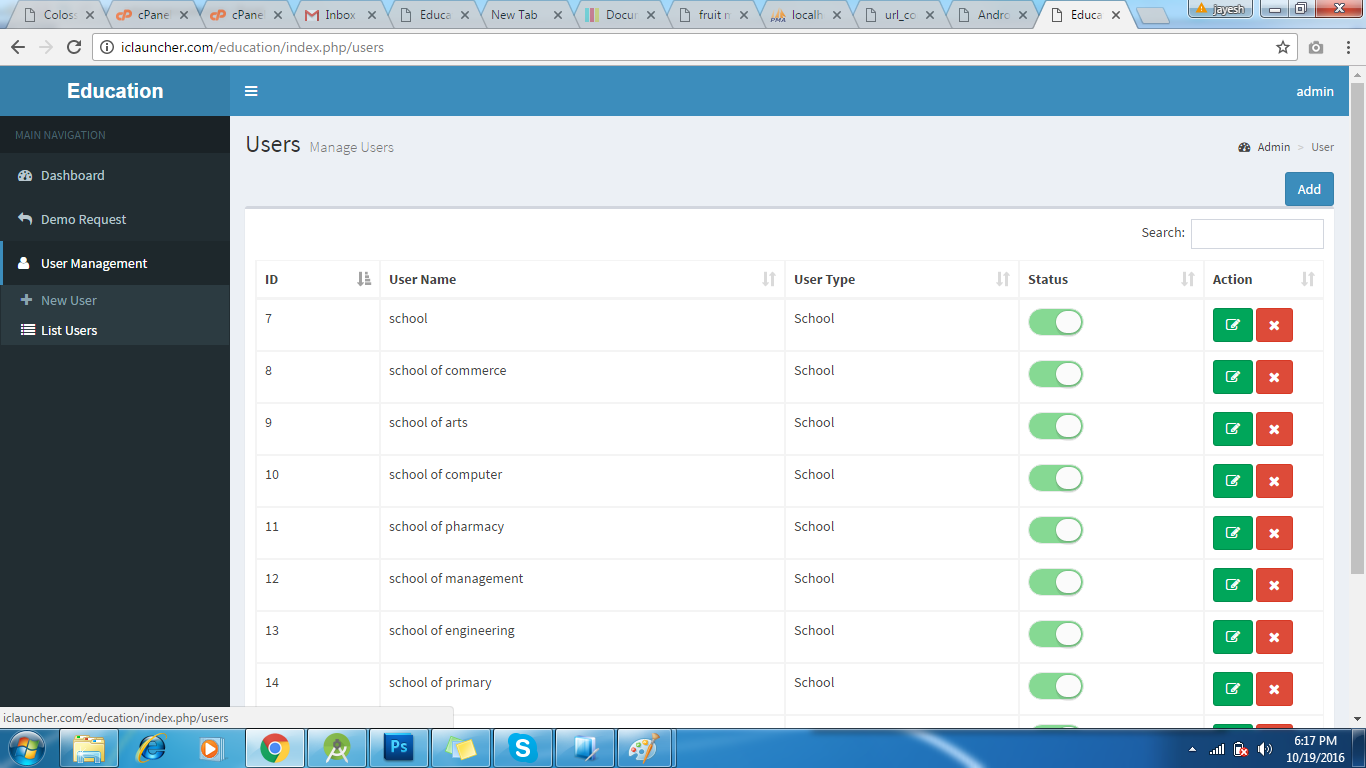 Colos
cPane
cPane
Inbox
Educa
New Tab
Docur
fruit n
localh
url_co
Andro
Educa
jayesh
iclauncher.com/education/index.php/users
Education
admin
MAIN NAVIGATION
Users Manage Users
Admin > User
Dashboard
Add
Demo Request
Search:
User Management
ID User Name User Type Status Action
New User
List Users
7 school School
8 school of commerce School
9 school of arts School
10 school of computer School
11 school of pharmacy School
12 school of management School
13 school of engineering School
14 school of primary School
iclauncher.com/education/index.php/users
Ps
6:17 PM
10/19/2016